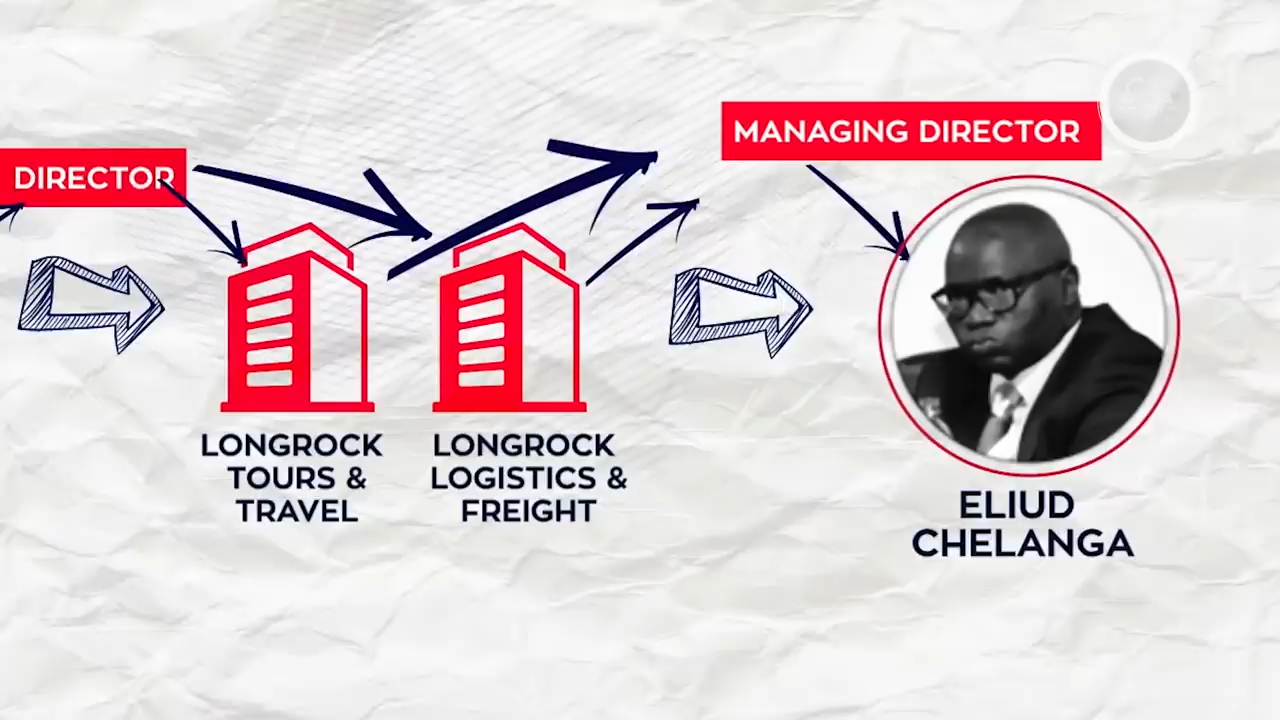 DIRECTOR
MANAGING DIRECTOR
LONGROCK
TOURS &
TRAVEL
LONGROCK
LOGISTICS &
FREIGHT
ELIUD
CHELANGA